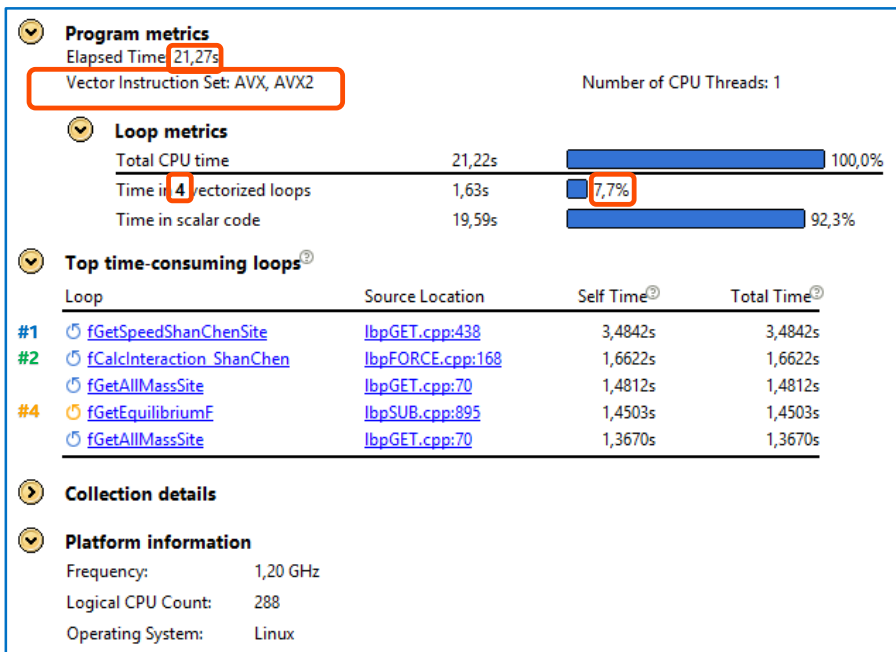 Program metrics
Elapsed Time: 21,27s
Vector Instruction Set: AVX, AVX2 Number of CPU Threads: 1
Loop metrics
Total CPU time 21,22s 100,0%
Time in 4 vectorized loops 1,63s 7,7%
Time in scalar code 19,59s 92,3%
Top time-consuming loops
Loop Source Location Self Time Total Time
#1 fGetSpeedShanChenSite lbpGET.cpp:438 3,4842s 3,4842s
#2 fCalcInteraction_ShanChen lbpFORCE.cpp:168 1,6622s 1,6622s
fGetAllMassSite lbpGET.cpp:70 1,4812s 1,4812s
#4 fGetEquilibriumF lbpSUB.cpp:895 1,4503s 1,4503s
fGetAllMassSite lbpGET.cpp:70 1,3670s 1,3670s
Collection details
Platform information
Frequency: 1,20 GHz
Logical CPU Count: 288
Operating System: Linux